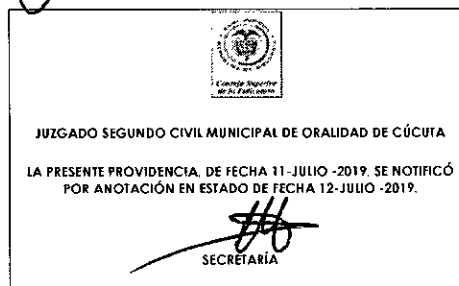 Consejo Superior
de la Judicatura
JUZGADO SEGUNDO CIVIL MUNICIPAL DE ORALIDAD DE CÚCUTA
LA PRESENTE PROVIDENCIA, DE FECHA 11-JULIO -2019, SE NOTIFICÓ
POR ANOTACIÓN EN ESTADO DE FECHA 12-JULIO -2019.
SECRETARÍA